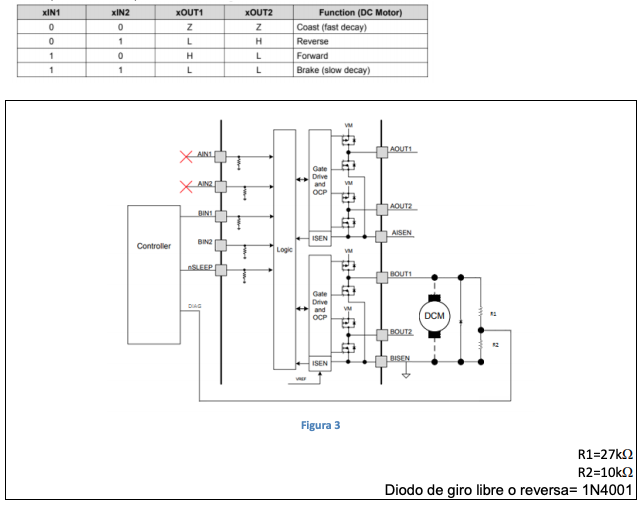 xIN1 xIN2 xOUT1 xOUT2 Function (DC Motor)
0 0 Z Z Coast (fast decay)
0 1 L H Reverse
1 0 H L Forward
1 1 L L Brake (slow decay)
VM
AIN1
AOUT1
Gate
Drive
and
OCP
VM
AIN2
AOUT2
BIN1
AISEN
ISEN
Controller
BIN2
Logic
VM
nSLEEP
BOUT1
Gate
Drive
and
OCP
DIAG
VM
DCM
R1
BOUT2
R2
BISEN
ISEN
VREF
Figura 3
R1=27kΩ
R2=10kΩ
Diodo de giro libre o reversa= 1N4001